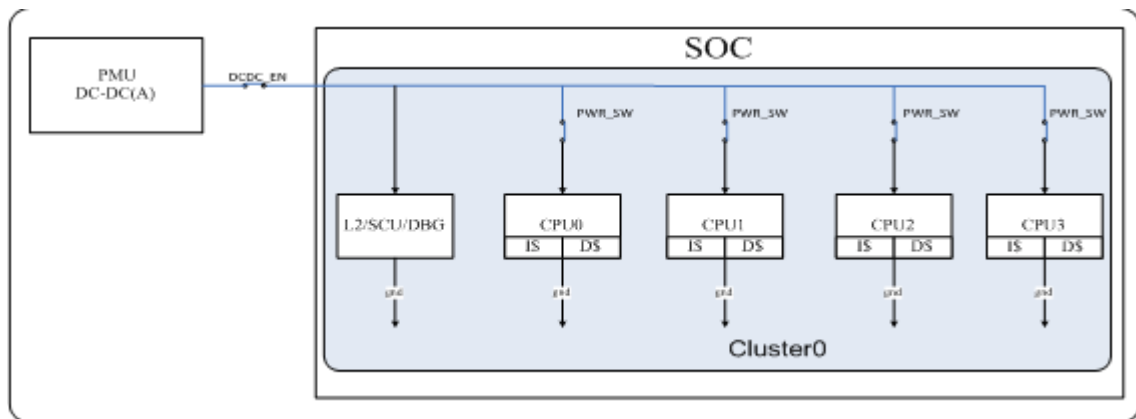 SOC
PMU
DC-DC(A)
DCDC_EN
PWR_SW
PWR_SW
PWR_SW
PWR_SW
L2/SCU/DBG
CPU0
I$ D$
CPU1
I$ D$
CPU2
I$ D$
CPU3
I$ D$
gnd
gnd
gnd
gnd
gnd
Cluster0